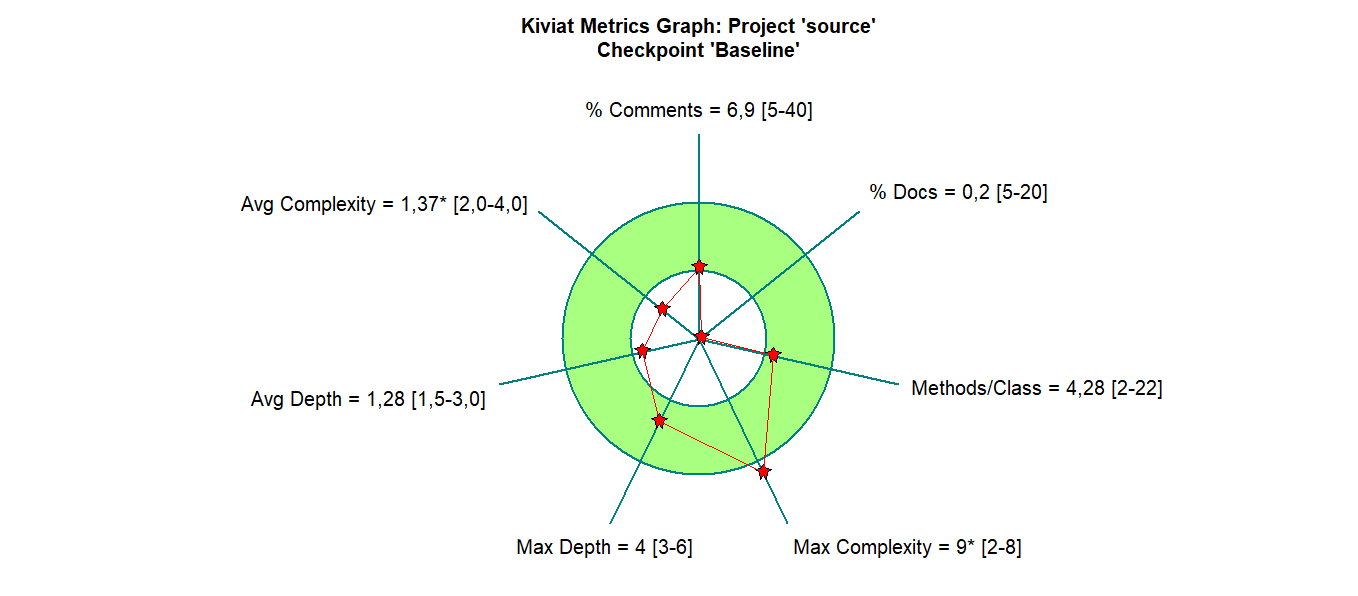 Kiviat Metrics Graph: Project 'source'
Checkpoint 'Baseline'
% Comments = 6,9 [5-40]
% Docs = 0,2 [5-20]
Avg Complexity = 1,37* [2,0-4,0]
Methods/Class = 4,28 [2-22]
Avg Depth = 1,28 [1,5-3,0]
Max Depth = 4 [3-6]
Max Complexity = 9* [2-8]